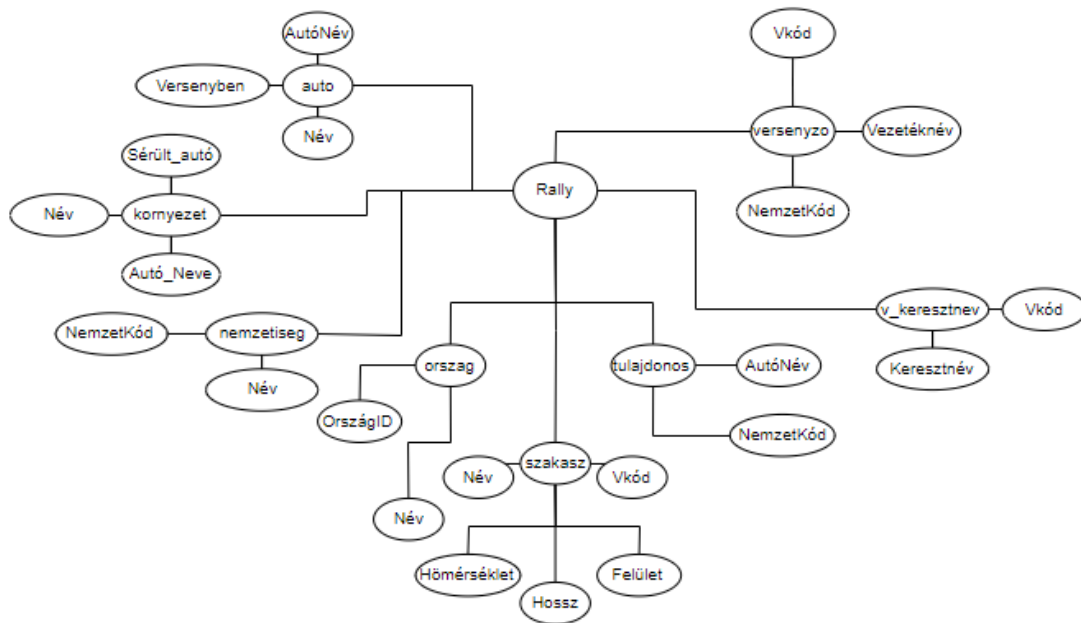 AutóNév
Vkód
Versenyben
auto
Név
versenyzo
Vezetéknév
Sérült_autó
Rally
Név
kornyezet
NemzetKód
Autó_Neve
v_keresztnev
Vkód
NemzetKód
nemzetiseg
orszag
tulajdonos
AutóNév
Keresztnév
Név
OrszágID
NemzetKód
szakasz
Név
Vkód
Név
Hömérséklet
Felület
Hossz